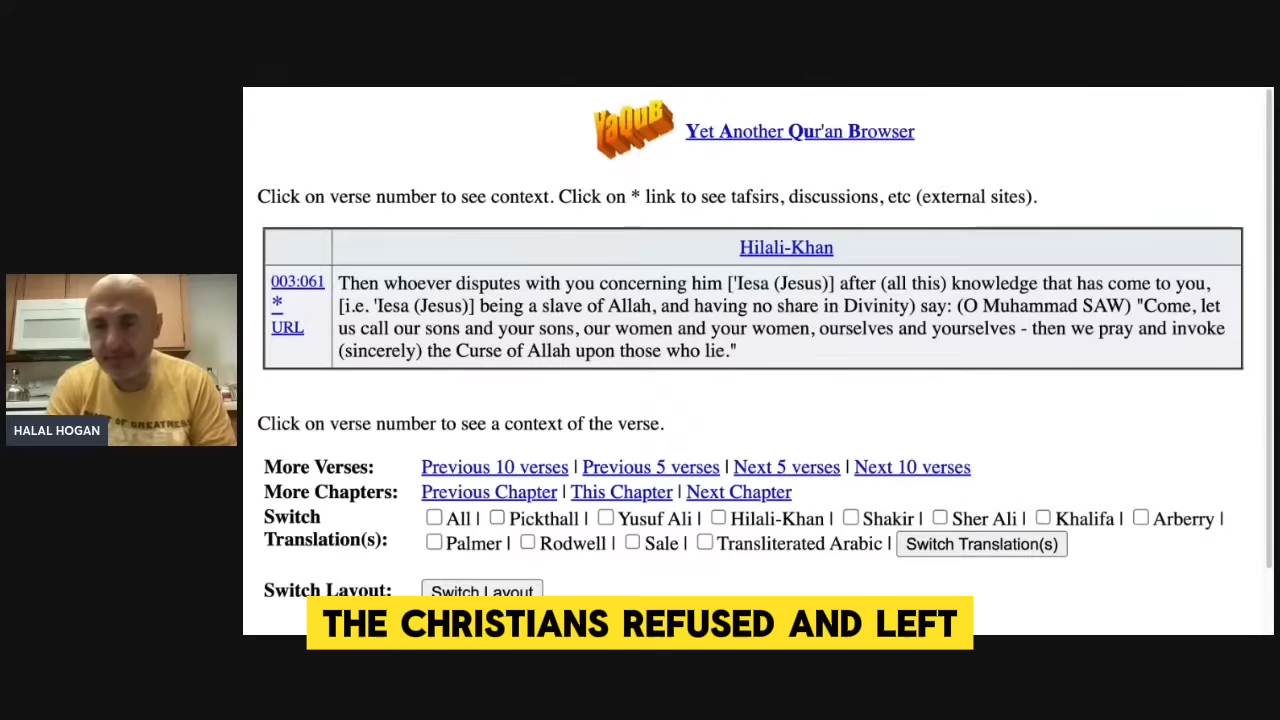 YaQuB
Yet Another Qur'an Browser
Click on verse number to see context. Click on * link to see tafsirs, discussions, etc (external sites).
Hilali-Khan
003:061
*
URL
Then whoever disputes with you concerning him ['Iesa (Jesus)] after (all this) knowledge that has come to you,
[i.e. 'Iesa (Jesus)] being a slave of Allah, and having no share in Divinity) say: (O Muhammad SAW) "Come, let
us call our sons and your sons, our women and your women, ourselves and yourselves - then we pray and invoke
(sincerely) the Curse of Allah upon those who lie."
OF GREATNESS
HALAL HOGAN
Click on verse number to see a context of the verse.
More Verses: Previous 10 verses | Previous 5 verses | Next 5 verses | Next 10 verses
More Chapters: Previous Chapter | This Chapter | Next Chapter
Switch Translation(s): All | Pickthall | Yusuf Ali | Hilali-Khan | Shakir | Sher Ali | Khalifa | Arberry |
Palmer | Rodwell | Sale | Transliterated Arabic | Switch Translation(s)
Switch Layout: Switch Layout
THE CHRISTIANS REFUSED AND LEFT